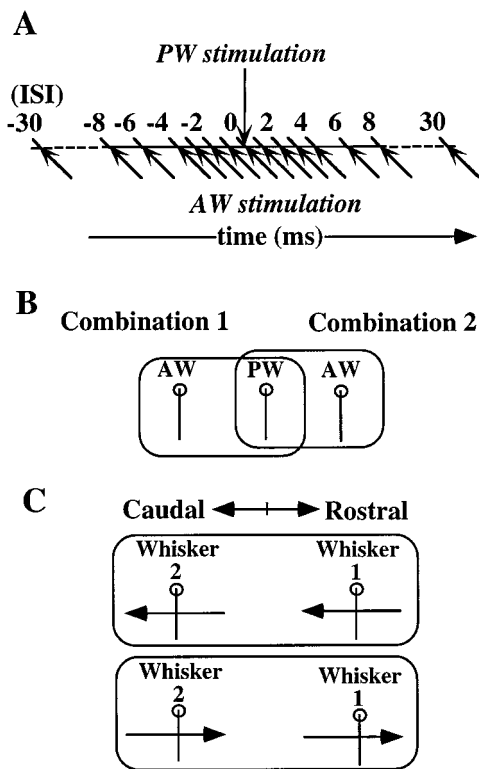 A
PW stimulation
(ISI)
-30 -8 -6 -4 -2 0 2 4 6 8 30
AW stimulation
time (ms)
B
Combination 1 Combination 2
AW PW AW
C
Caudal Rostral
Whisker Whisker
2 1
Whisker Whisker
2 1